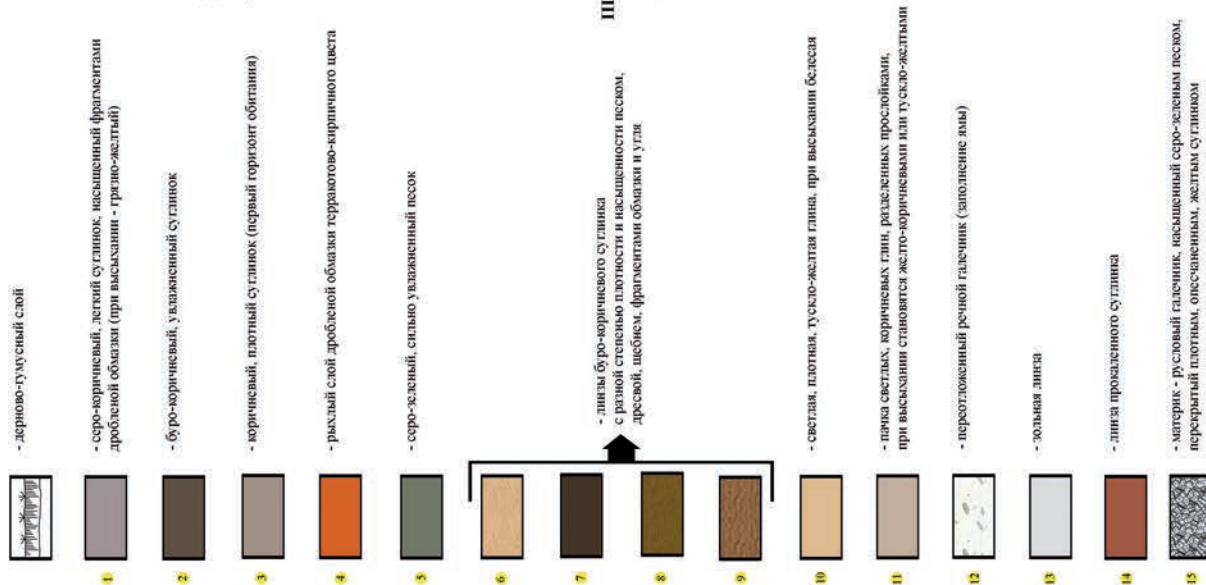 - дерново-гумусный слой
1 - серо-коричневый, легкий суглинок, насыщенный фрагментами
дробленой обмазки (при высыхании - грязно-желтый)
2 - буро-коричневый, увлажненный суглинок
3 - коричневый, плотный суглинок (первый горизонт обитания)
4 - рыхлый слой дробленой обмазки терракотово-кирпичного цвета
5 - серо-зеленый, сильно увлажненный песок
6
7
8
9
- линзы буро-коричневого суглинка
с разной степенью плотности и насыщенности песком,
дресвой, щебнем, фрагментами обмазки и угля
10 - светлая, плотная, тускло-желтая глина, при высыхании белесая
11 - пачка светлых, коричневых глин, разделенных прослойками,
при высыхании становятся желто-коричневыми или тускло-желтыми
12 - переотложенный речной галечник (заполнение ямы)
13 - зольная линза
14 - линза прокаленного суглинка
15 - материк - русловый галечник, насыщенный серо-зеленым песком,
перекрытый плотным, опесчаненным, желтым суглинком